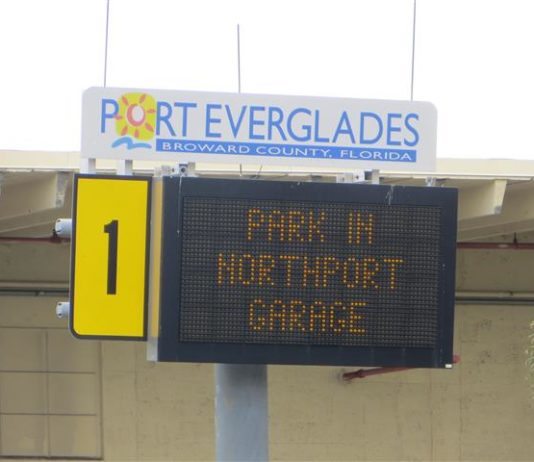 PORT EVERGLADES
BROWARD COUNTY, FLORIDA
1
PARK IN
NORTHPORT
GARAGE